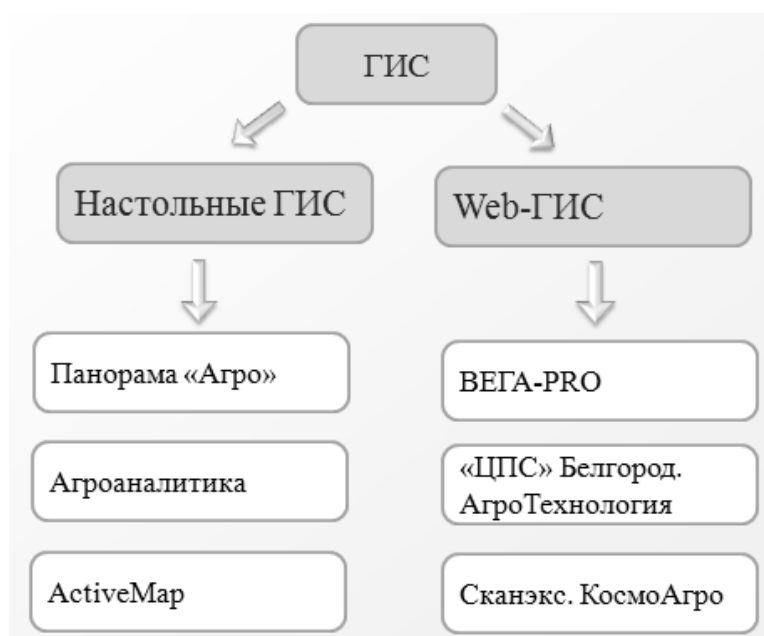 ГИС
Настольные ГИС
Web-ГИС
Панорама «Агро»
Агроаналитика
ActiveMap
ВЕГА-PRO
«ЦПС» Белгород.
АгроТехнология
Сканэкс. КосмоАгро